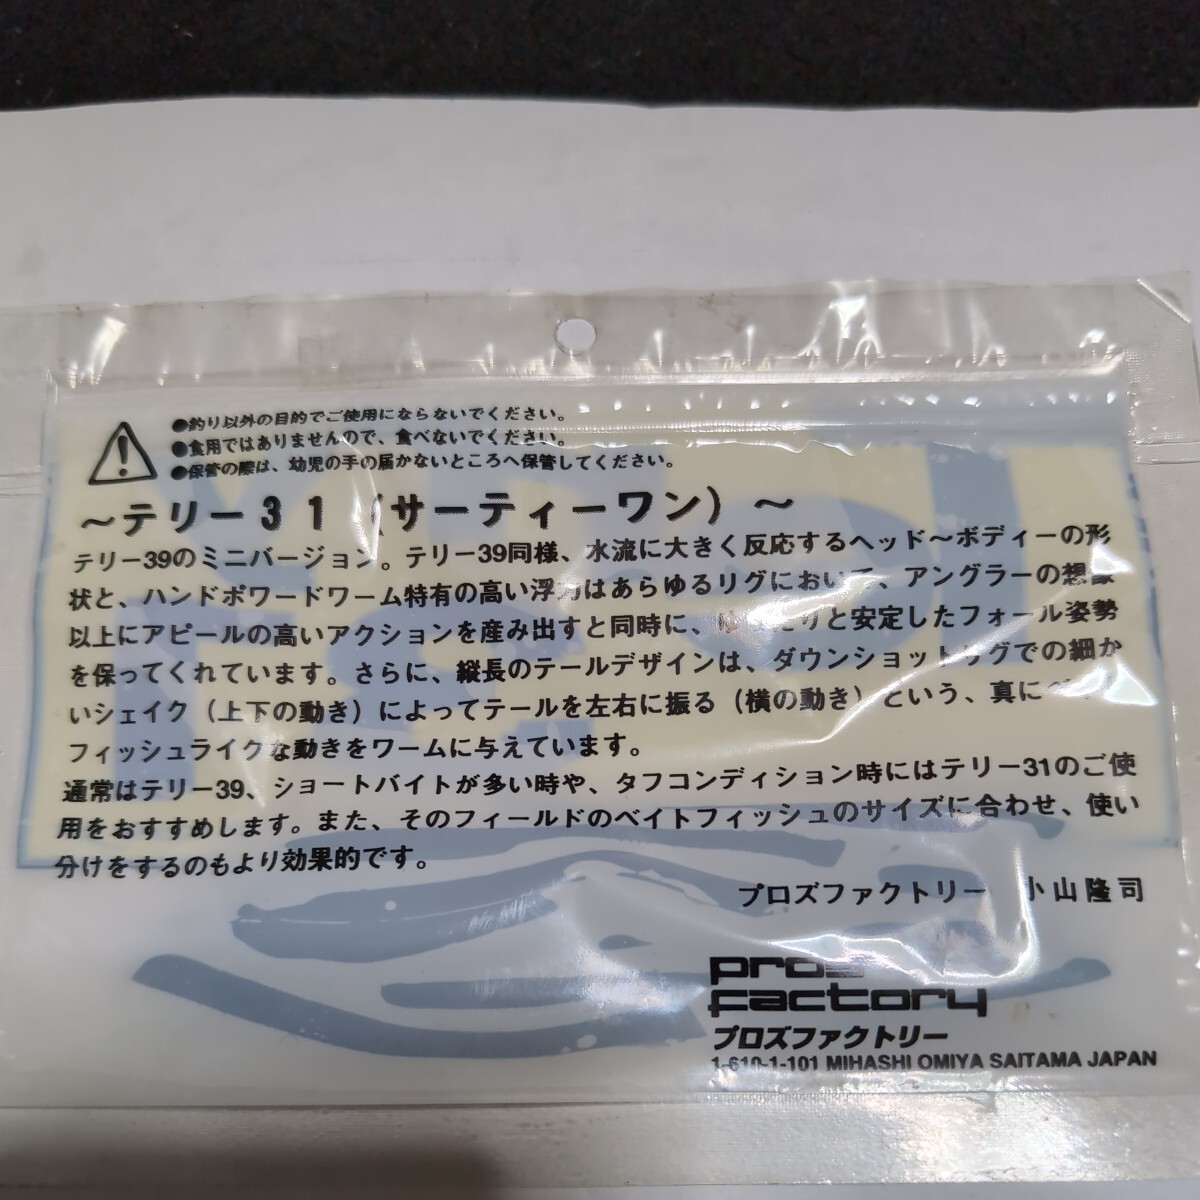 ●釣り以外の目的でご使用にならないでください。
●食用ではありませんので、食べないでください。
●保管の際は、幼児の手の届かないところへ保管してください。
～テリー31（サーティーワン）～
テリー39のミニバージョン。テリー39同様、水流に大きく反応するヘッド～ボディーの形
状と、ハンドポワードワーム特有の高い浮力はあらゆるリグにおいて、アングラーの想像
以上にアピールの高いアクションを産み出すと同時に、ゆったりと安定したフォール姿勢
を保ってくれています。さらに、縦長のテールデザインは、ダウンショットリグでの細か
いシェイク（上下の動き）によってテールを左右に振る（横の動き）という、真にベイト
フィッシュライクな動きをワームに与えています。
通常はテリー39、ショートバイトが多い時や、タフコンディション時にはテリー31のご使
用をおすすめします。また、そのフィールドのベイトフィッシュのサイズに合わせ、使い
分けをするのもより効果的です。
プロズファクトリー 小山隆司
pros
factory
プロズファクトリー
1-610-1-101 MIHASHI OMIYA SAITAMA JAPAN